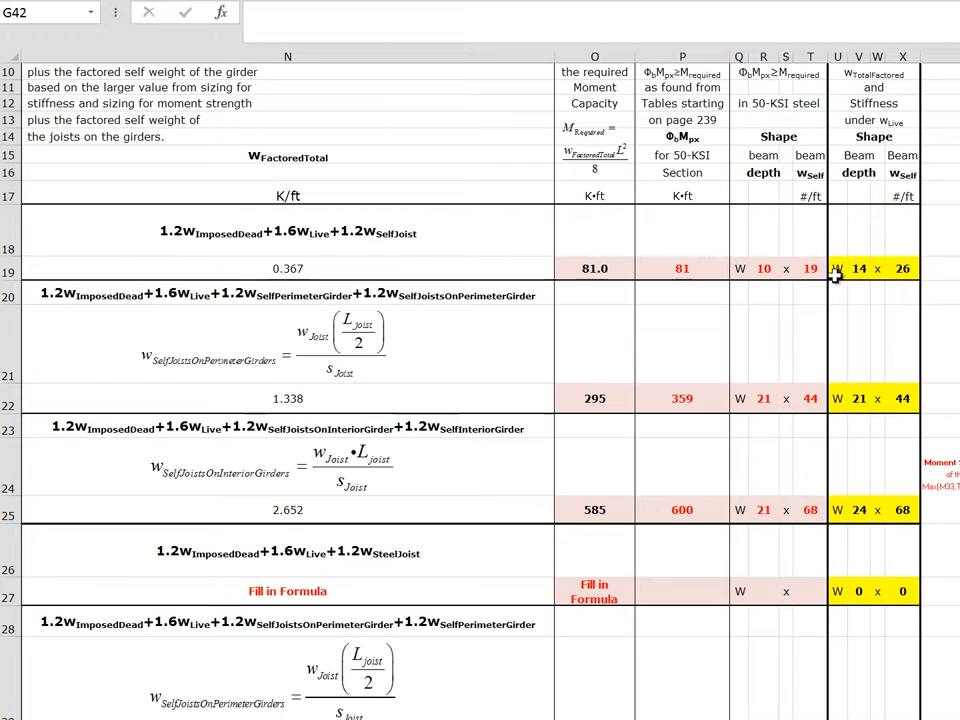 G42
fx
N O P Q R S T U V W X
10 plus the factored self weight of the girder the required ΦbMpx≥Mrequired ΦbMpx≥Mrequired wTotalFactored
11 based on the larger value from sizing for Moment as found from and
12 stiffness and sizing for moment strength Capacity Tables starting in 50-KSI steel Stiffness
13 plus the factored self weight of on page 239 under wLive
14 the joists on the girders. MRequired = ΦbMpx Shape Shape
15 wFactoredTotal wFactoredTotal L² for 50-KSI beam beam Beam Beam
16 8 Section depth wSelf depth wSelf
17 K/ft K•ft K•ft #/ft #/ft
18 1.2wImposedDead+1.6wLive+1.2wSelfJoist
19 0.367 81.0 81 W 10 x 19 W 14 x 26
20 1.2wImposedDead+1.6wLive+1.2wSelfPerimeterGirder+1.2wSelfJoistsOnPerimeterGirder
21 wSelfJoistsOnPerimeterGirders = wJoist (Ljoist / 2) / sJoist
22 1.338 295 359 W 21 x 44 W 21 x 44
23 1.2wImposedDead+1.6wLive+1.2wSelfJoistsOnInteriorGirder+1.2wSelfInteriorGirder
24 wSelfJoistsOnInteriorGirders = wJoist•Ljoist / sJoist
Moment
of th
Max(M33,T
25 2.652 585 600 W 21 x 68 W 24 x 68
26 1.2wImposedDead+1.6wLive+1.2wSteelJoist
27 Fill in Formula Fill in Formula W x W 0 x 0
28 1.2wImposedDead+1.6wLive+1.2wSelfJoistsOnPerimeterGirder+1.2wSelfPerimeterGirder
wSelfJoistsOnPerimeterGirders = wJoist (Ljoist / 2) / sJoist